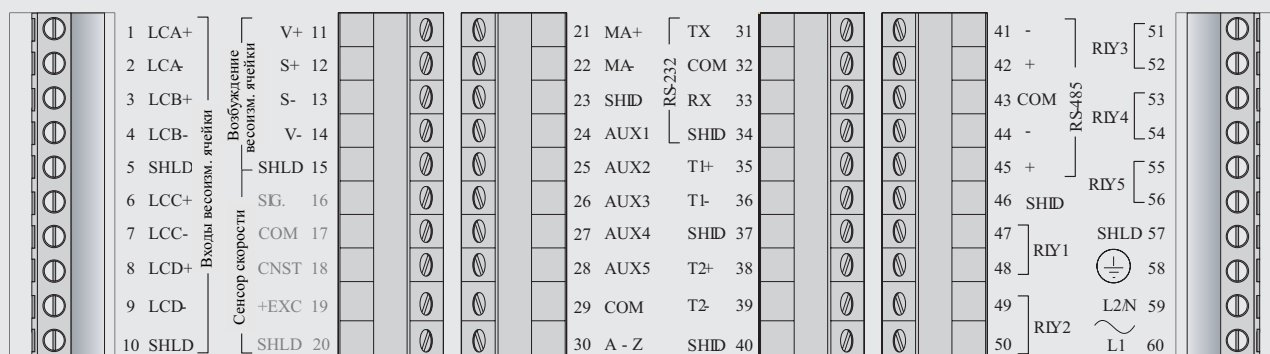 1 LCA+
2 LCA-
3 LCB+
4 LCB-
5 SHLD
6 LCC+
7 LCC-
8 LCD+
9 LCD-
10 SHLD
Входы весоизм. ячейки
Возбуждение
весоизм. ячейки
Сенсор скорости
V+ 11
S+ 12
S- 13
V- 14
SHLD 15
SIG. 16
COM 17
CNST 18
+EXC 19
SHLD 20
21 MA+
22 MA-
23 SHLD
24 AUX1
25 AUX2
26 AUX3
27 AUX4
28 AUX5
29 COM
30 A - Z
RS-232
TX 31
COM 32
RX 33
SHLD 34
T1+ 35
T1- 36
SHLD 37
T2+ 38
T2- 39
SHLD 40
41 -
42 +
43 COM
44 -
45 +
46 SHLD
47
48
49
50
RS-485
RLY1
RLY2
RLY3
RLY4
RLY5
51
52
53
54
55
56
SHLD 57
58
L2/N 59
L1 60